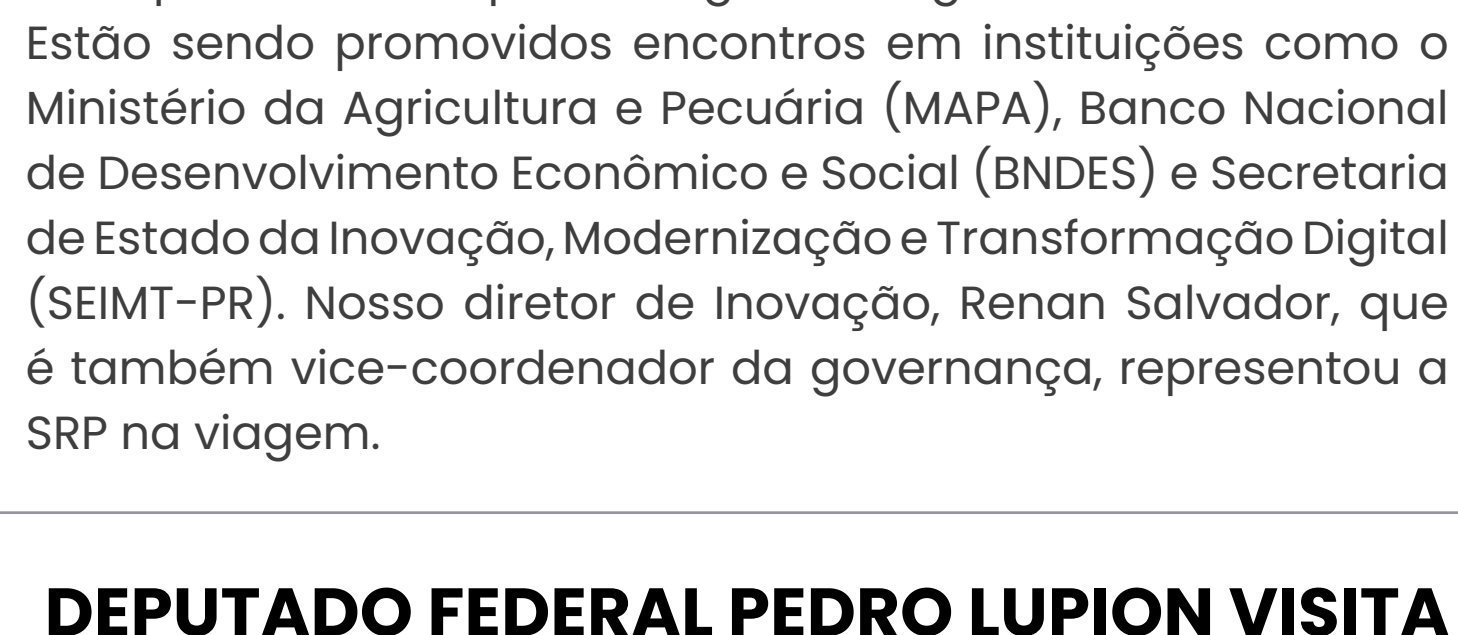 Estão sendo promovidos encontros em instituições como o
Ministério da Agricultura e Pecuária (MAPA), Banco Nacional
de Desenvolvimento Econômico e Social (BNDES) e Secretaria
de Estado da Inovação, Modernização e Transformação Digital
(SEIMT-PR). Nosso diretor de Inovação, Renan Salvador, que
é também vice-coordenador da governança, representou a
SRP na viagem.
DEPUTADO FEDERAL PEDRO LUPION VISITA